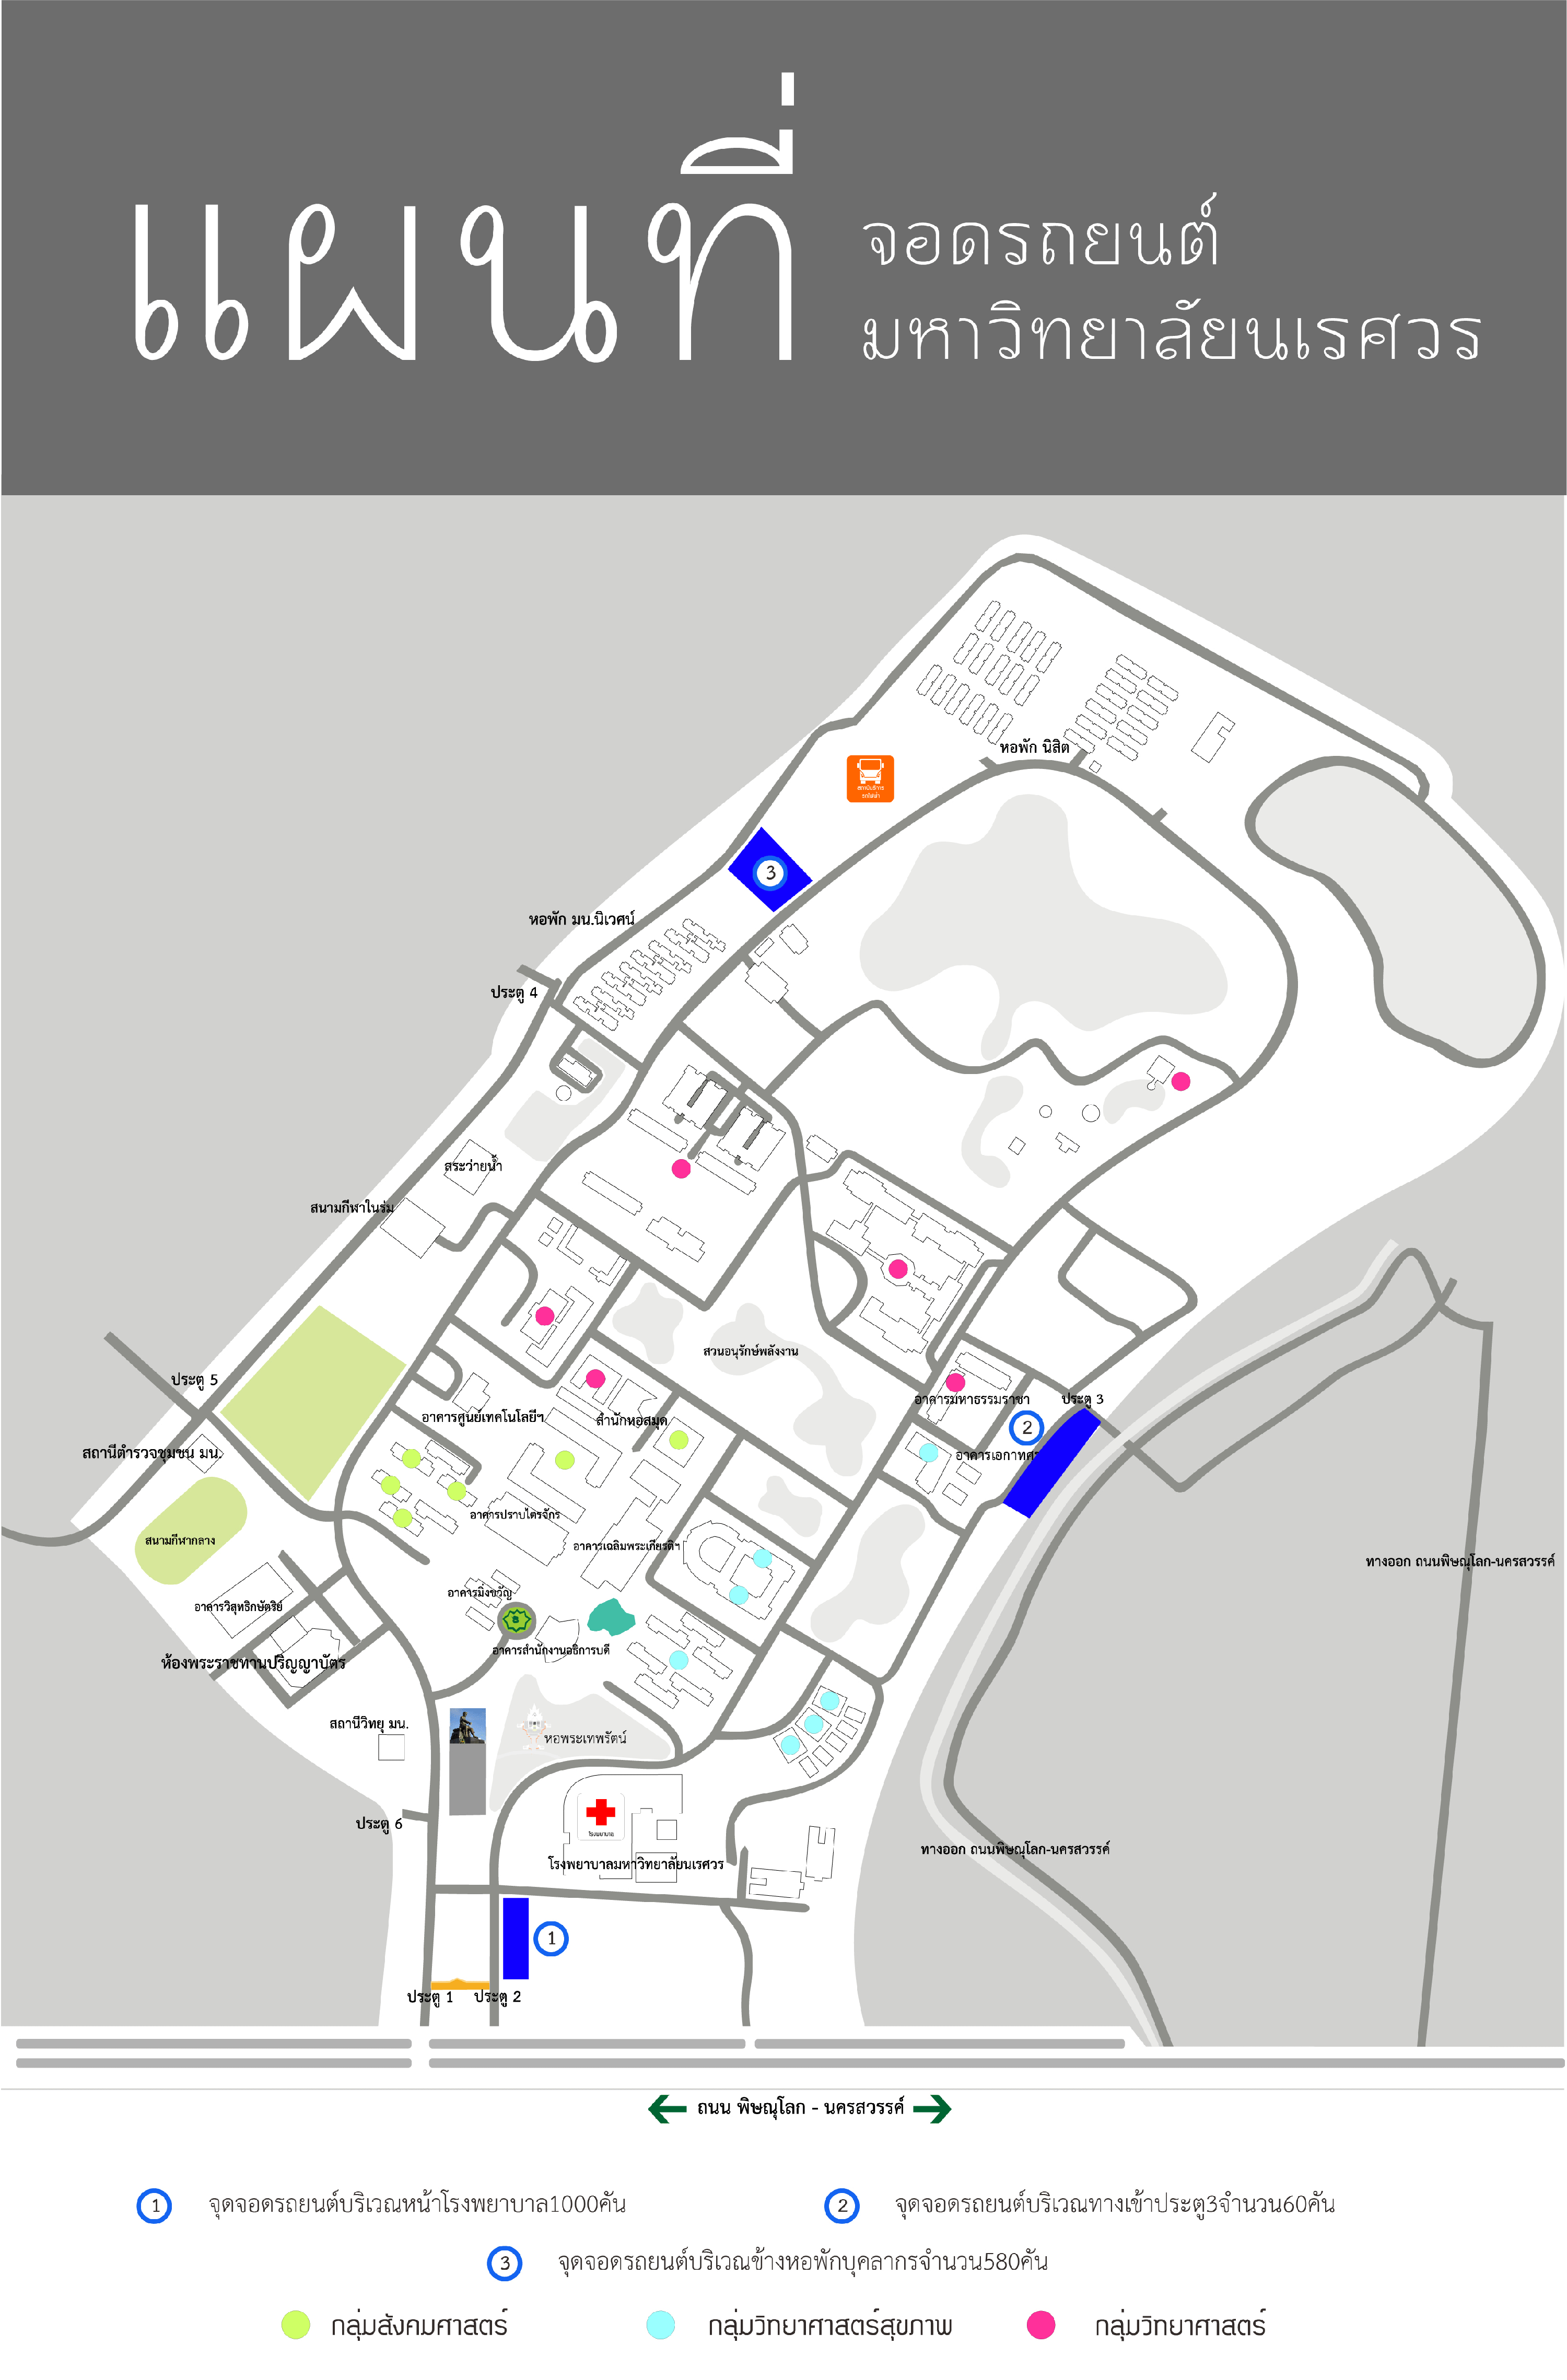 แผนที่
จอดรถยนต์
มหาวิทยาลัยนเรศวร
หอพัก นิสิต
สถานีบริการ
รถไฟฟ้า
3
หอพัก มน.นิเวศน์
ประตู 4
สระว่ายน้ำ
สนามกีฬาในร่ม
สวนอนุรักษ์พลังงาน
ประตู 5
อาคารมหาธรรมราชา
ประตู 3
อาคารศูนย์เทคโนโลยีฯ
สำนักหอสมุด
2
สถานีตำรวจชุมชน มน.
อาคารเอกาทศ
อาคารปราบไตรจักร
สนามกีฬากลาง
อาคารเฉลิมพระเกียรติฯ
ทางออก ถนนพิษณุโลก-นครสวรรค์
อาคารมิ่งขวัญ
อาคารวิสุทธิกษัตริย์
อาคารสำนักงานอธิการบดี
ห้องพระราชทานปริญญาบัตร
สถานีวิทยุ มน.
หอพระเทพรัตน์
ประตู 6
โรงพยาบาล
ทางออก ถนนพิษณุโลก-นครสวรรค์
โรงพยาบาลมหาวิทยาลัยนเรศวร
1
ประตู 1
ประตู 2
ถนน พิษณุโลก - นครสวรรค์
1 จุดจอดรถยนต์บริเวณหน้าโรงพยาบาล1000คัน
2 จุดจอดรถยนต์บริเวณทางเข้าประตู3จำนวน60คัน
3 จุดจอดรถยนต์บริเวณข้างหอพักบุคลากรจำนวน580คัน
กลุ่มสังคมศาสตร์
กลุ่มวิทยาศาสตร์สุขภาพ
กลุ่มวิทยาศาสตร์